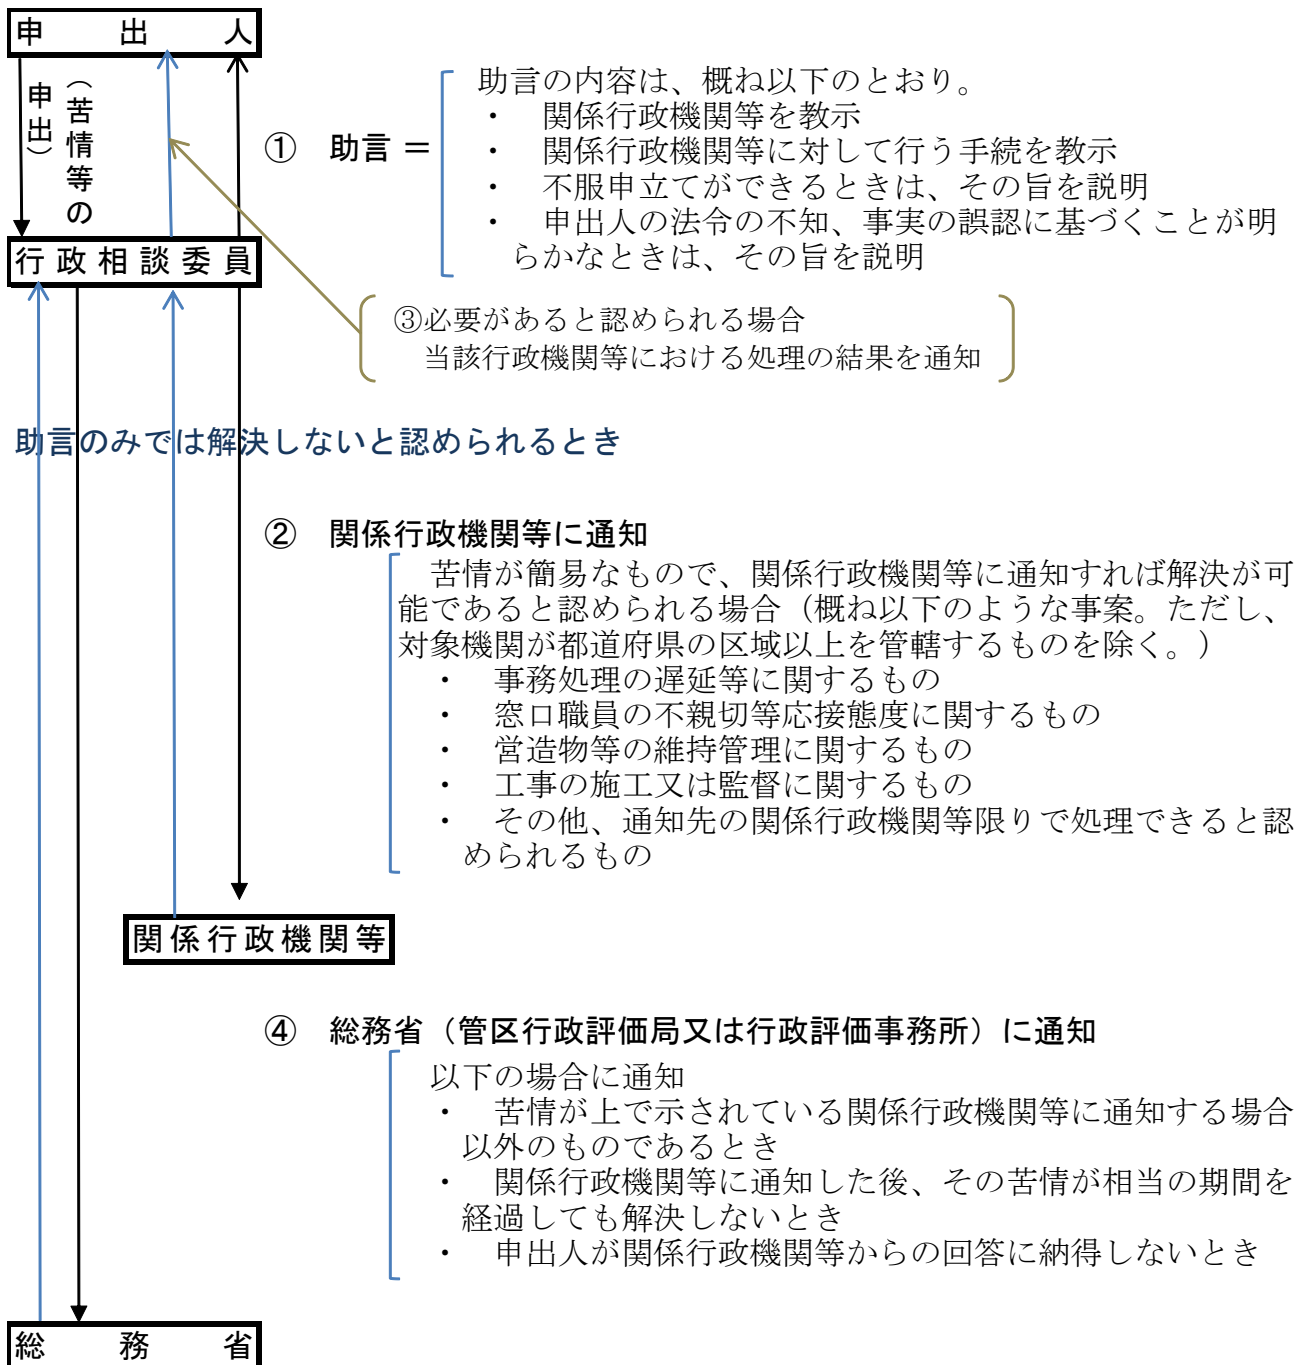 申出人
（苦情等の
申出）
① 助言 ＝
助言の内容は、概ね以下のとおり。
・ 関係行政機関等を教示
・ 関係行政機関等に対して行う手続を教示
・ 不服申立てができるときは、その旨を説明
・ 申出人の法令の不知、事実の誤認に基づくことが明
らかなときは、その旨を説明
行政相談委員
③必要があると認められる場合
当該行政機関等における処理の結果を通知
助言のみでは解決しないと認められるとき
② 関係行政機関等に通知
苦情が簡易なもので、関係行政機関等に通知すれば解決が可
能であると認められる場合（概ね以下のような事案。ただし、
対象機関が都道府県の区域以上を管轄するものを除く。）
・ 事務処理の遅延等に関するもの
・ 窓口職員の不親切等応接態度に関するもの
・ 営造物等の維持管理に関するもの
・ 工事の施工又は監督に関するもの
・ その他、通知先の関係行政機関等限りで処理できると認
められるもの
関係行政機関等
④ 総務省（管区行政評価局又は行政評価事務所）に通知
以下の場合に通知
・ 苦情が上で示されている関係行政機関等に通知する場合
以外のものであるとき
・ 関係行政機関等に通知した後、その苦情が相当の期間を
経過しても解決しないとき
・ 申出人が関係行政機関等からの回答に納得しないとき
総務省